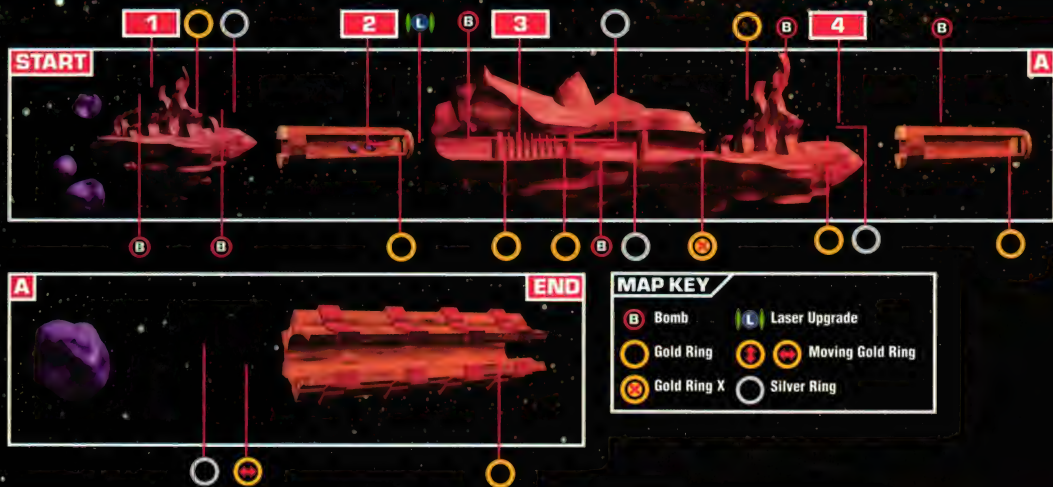 1 2 L B 3 B 4 B
START A
B B B
A END
MAP KEY
B Bomb L Laser Upgrade
Gold Ring Moving Gold Ring
Gold Ring X Silver Ring